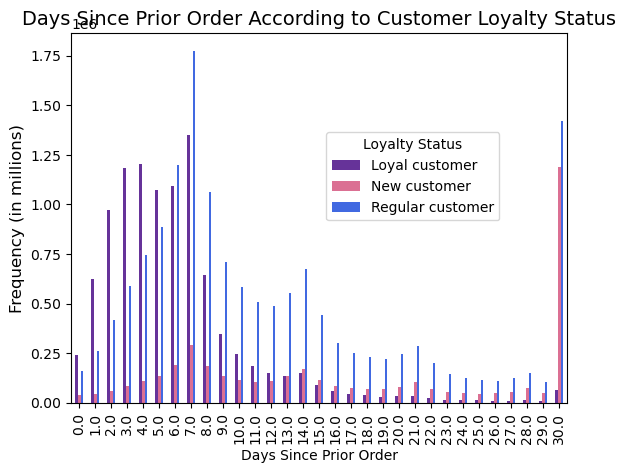 Days Since Prior Order According to Customer Loyalty Status
1e6
Frequency (in millions)
1.75
1.50
1.25
1.00
0.75
0.50
0.25
0.00
Loyalty Status
Loyal customer
New customer
Regular customer
0.0 1.0 2.0 3.0 4.0 5.0 6.0 7.0 8.0 9.0 10.0 11.0 12.0 13.0 14.0 15.0 16.0 17.0 18.0 19.0 20.0 21.0 22.0 23.0 24.0 25.0 26.0 27.0 28.0 29.0 30.0
Days Since Prior Order